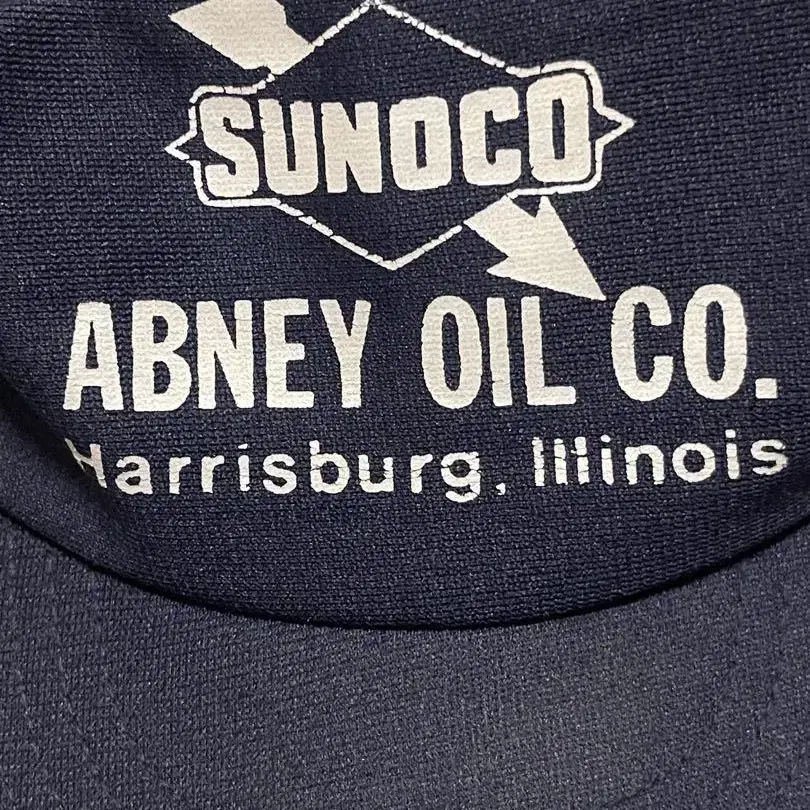 SUNOCO
ABNEY OIL CO.
Harrisburg, Illinois